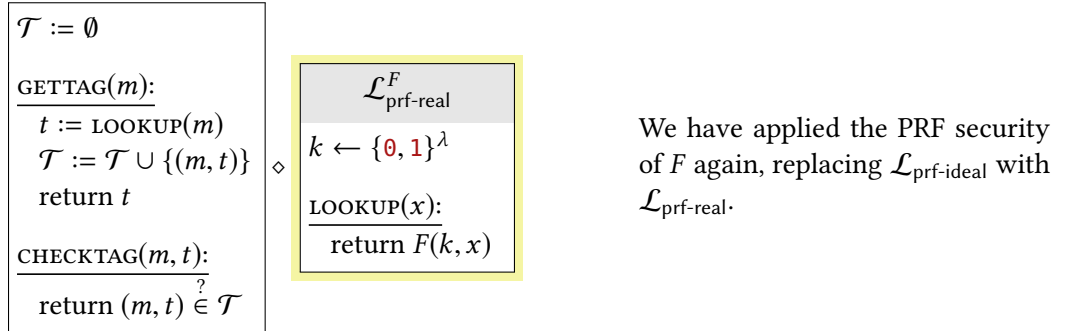 𝒯 := ∅
GETTAG(m):
t := LOOKUP(m)
𝒯 := 𝒯 ∪ {(m, t)}
return t
CHECKTAG(m, t):
return (m, t) ∈? 𝒯
⋄
ℒ^F_prf-real
k ← {0, 1}^λ
LOOKUP(x):
return F(k, x)
We have applied the PRF security
of F again, replacing ℒ_prf-ideal with
ℒ_prf-real.